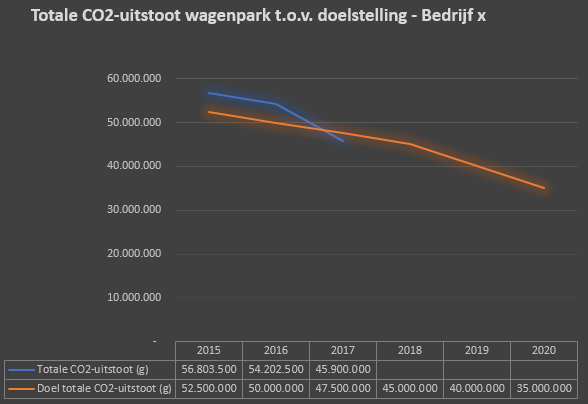 Totale CO2-uitstoot wagenpark t.o.v. doelstelling - Bedrijf x
60.000.000
50.000.000
40.000.000
30.000.000
20.000.000
10.000.000
-
2015 2016 2017 2018 2019 2020
Totale CO2-uitstoot (g) 56.803.500 54.202.500 45.900.000
Doel totale CO2-uitstoot (g) 52.500.000 50.000.000 47.500.000 45.000.000 40.000.000 35.000.000